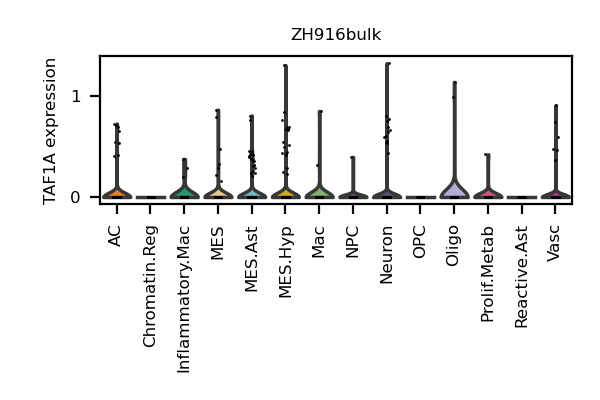 ZH916bulk
TAF1A expression
1
0
AC
Chromatin.Reg
Inflammatory.Mac
MES
MES.Ast
MES.Hyp
Mac
NPC
Neuron
OPC
Oligo
Prolif.Metab
Reactive.Ast
Vasc